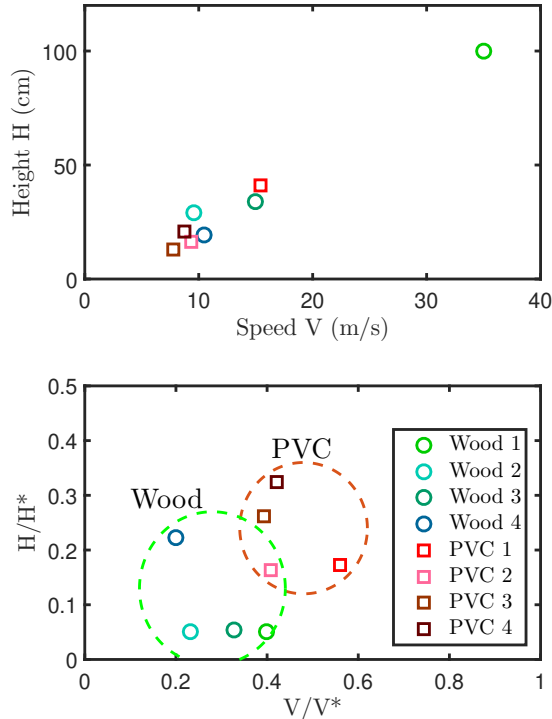 100
50
0
Height H (cm)
0
10
20
30
40
Speed V (m/s)
0.5
0.4
0.3
0.2
0.1
0
H/H*
PVC
Wood
Wood 1
Wood 2
Wood 3
Wood 4
PVC 1
PVC 2
PVC 3
PVC 4
0.2
0.4
0.6
0.8
1
V/V*